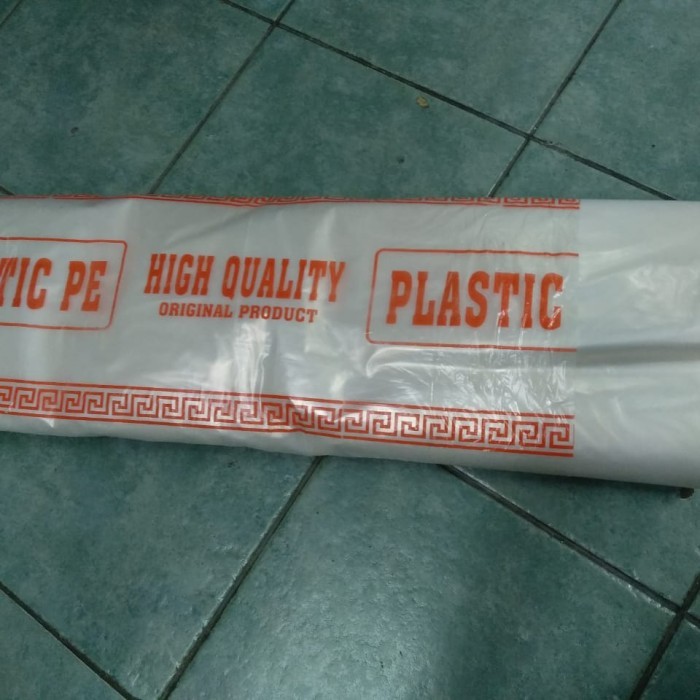 TIC PE
HIGH QUALITY
ORIGINAL PRODUCT
PLASTIC